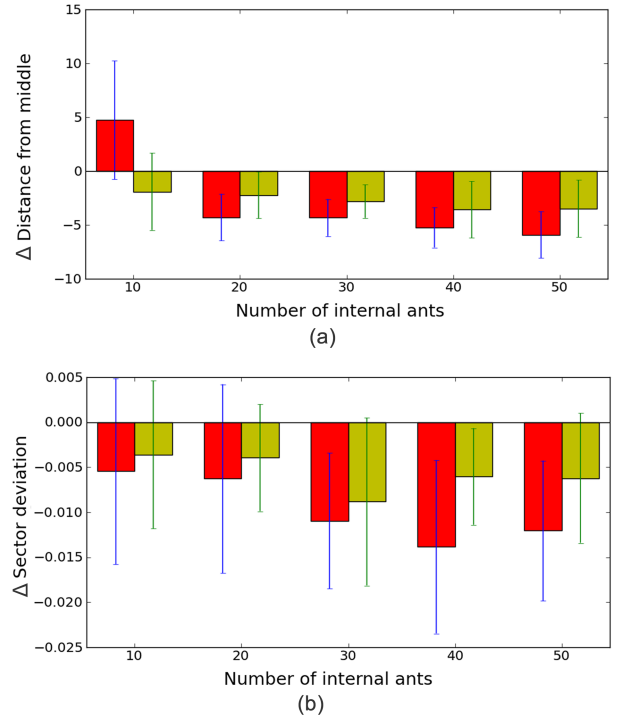 15
10
5
0
−5
−10
Δ Distance from middle
10 20 30 40 50
Number of internal ants
(a)
0.005
0.000
−0.005
−0.010
−0.015
−0.020
−0.025
Δ Sector deviation
10 20 30 40 50
Number of internal ants
(b)